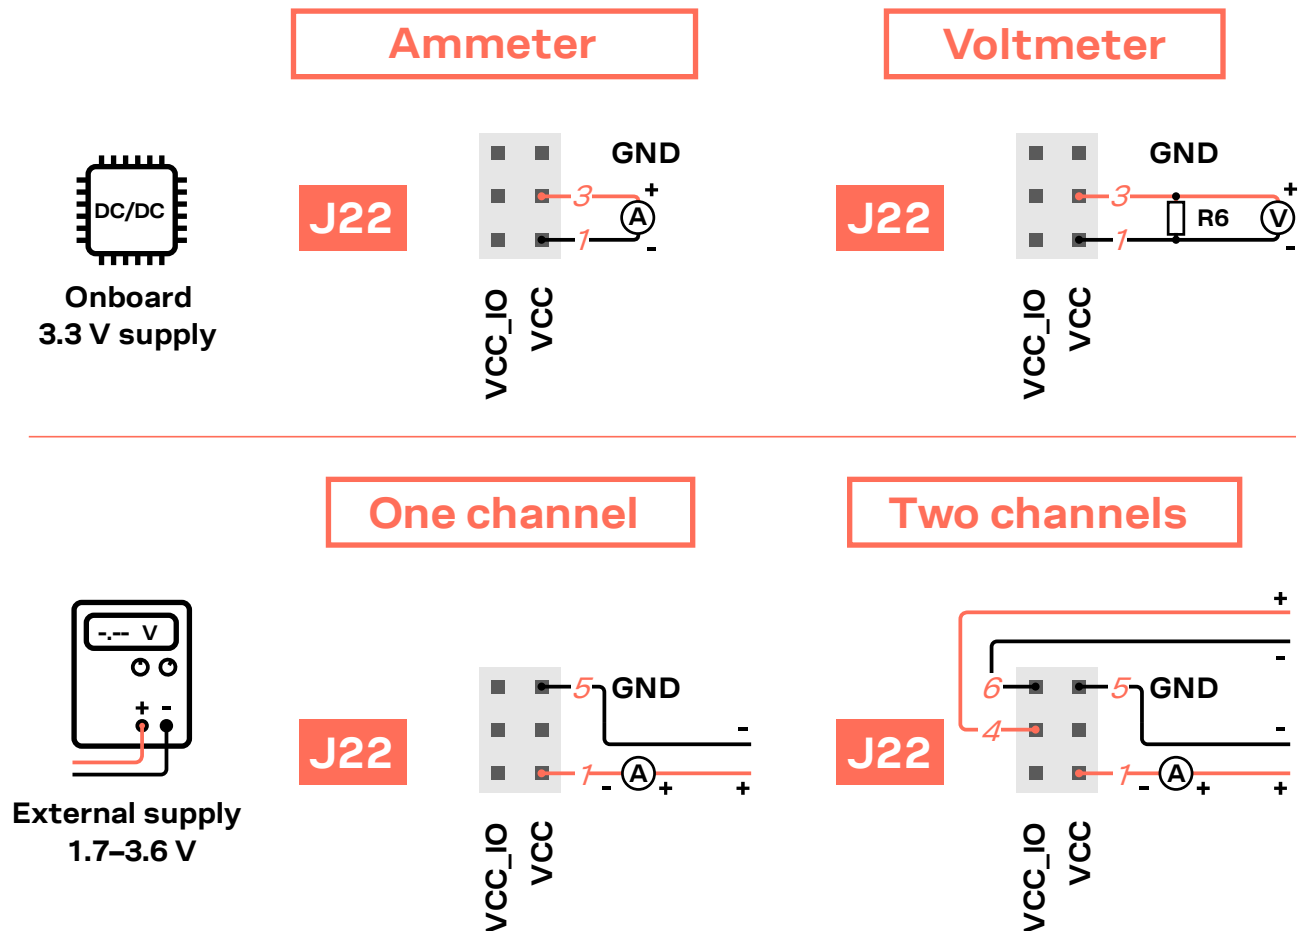 Ammeter
Voltmeter
DC/DC
Onboard
3.3 V supply
J22
GND
3
+
A
1
-
VCC_IO
VCC
J22
GND
3
+
R6
V
1
-
VCC_IO
VCC
One channel
Two channels
-.-- V
+ -
External supply
1.7–3.6 V
J22
5
GND
-
1
A
- +
+
VCC_IO
VCC
+
-
6
5
GND
4
-
J22
1
A
- +
+
VCC_IO
VCC